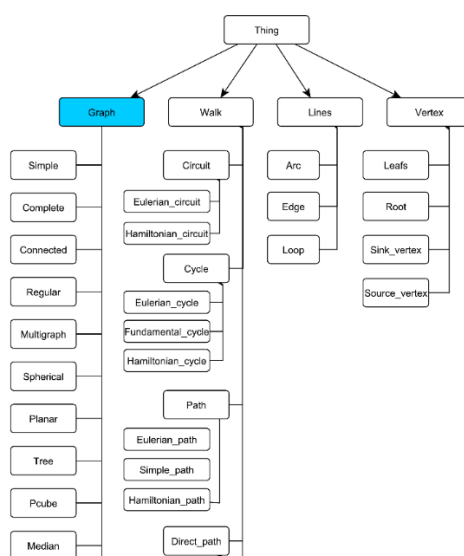 Thing
Graph
Walk
Lines
Vertex
Simple
Complete
Connected
Regular
Multigraph
Spherical
Planar
Tree
Pcube
Median
Circuit
Eulerian_circuit
Hamiltonian_circuit
Cycle
Eulerian_cycle
Fundamental_cycle
Hamiltonian_cycle
Path
Eulerian_path
Simple_path
Hamiltonian_path
Direct_path
Arc
Edge
Loop
Leafs
Root
Sink_vertex
Source_vertex